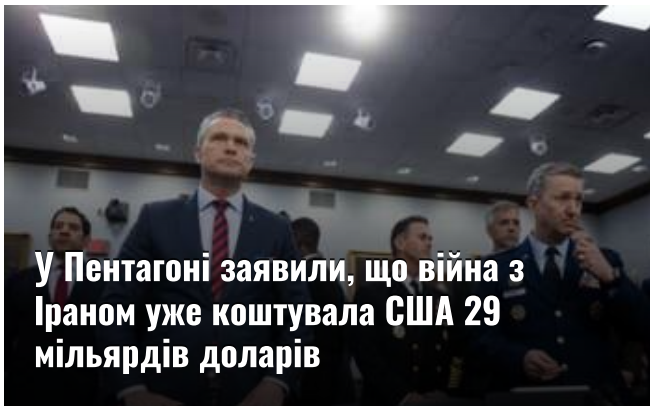 У Пентагоні заявили, що війна з
Іраном уже коштувала США 29
мільярдів доларів